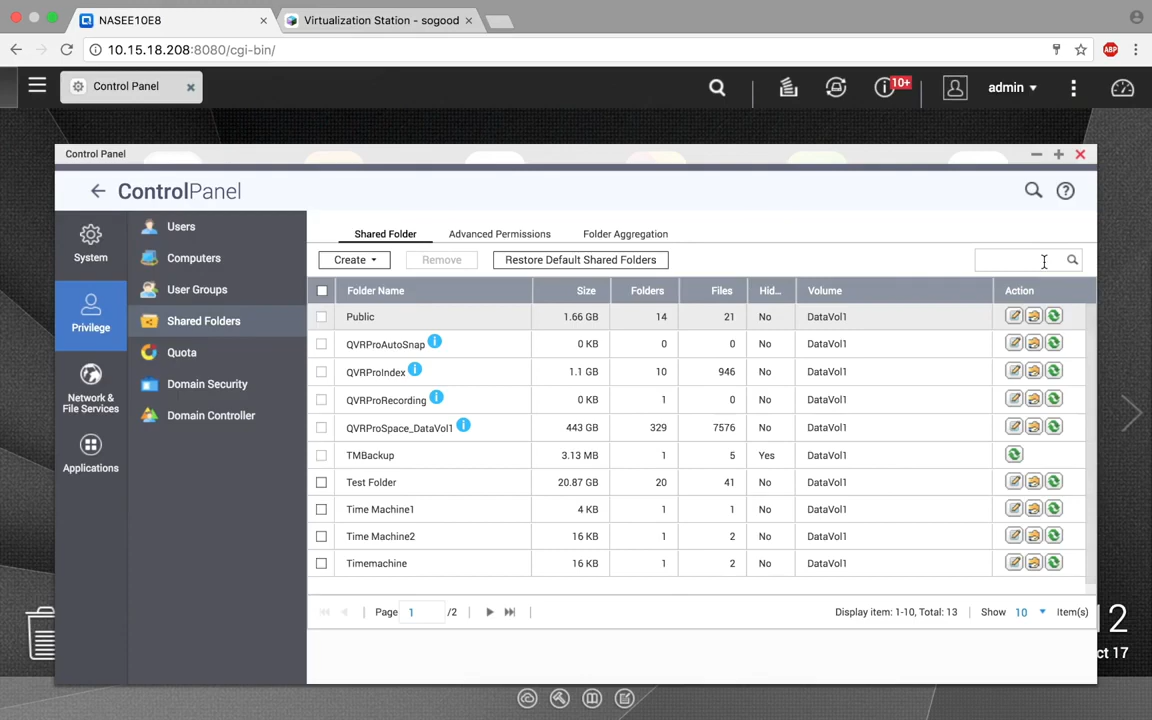 NASEE10E8
Virtualization Station - sogood
10.15.18.208:8080/cgi-bin/
ABP
Control Panel
10+
admin
Control Panel
ControlPanel
System
Privilege
Network &
File Services
Applications
Users
Computers
User Groups
Shared Folders
Quota
Domain Security
Domain Controller
Shared Folder Advanced Permissions Folder Aggregation
Create Remove Restore Default Shared Folders
Folder Name Size Folders Files Hid... Volume Action
Public 1.66 GB 14 21 No DataVol1
QVRProAutoSnap 0 KB 0 0 No DataVol1
QVRProIndex 1.1 GB 10 946 No DataVol1
QVRProRecording 0 KB 1 0 No DataVol1
QVRProSpace_DataVol1 443 GB 329 7576 No DataVol1
TMBackup 3.13 MB 1 5 Yes DataVol1
Test Folder 20.87 GB 20 41 No DataVol1
Time Machine1 4 KB 1 1 No DataVol1
Time Machine2 16 KB 1 2 No DataVol1
Timemachine 16 KB 1 2 No DataVol1
Page 1 /2 Display item: 1-10, Total: 13 Show 10 Item(s)
12
ct 17